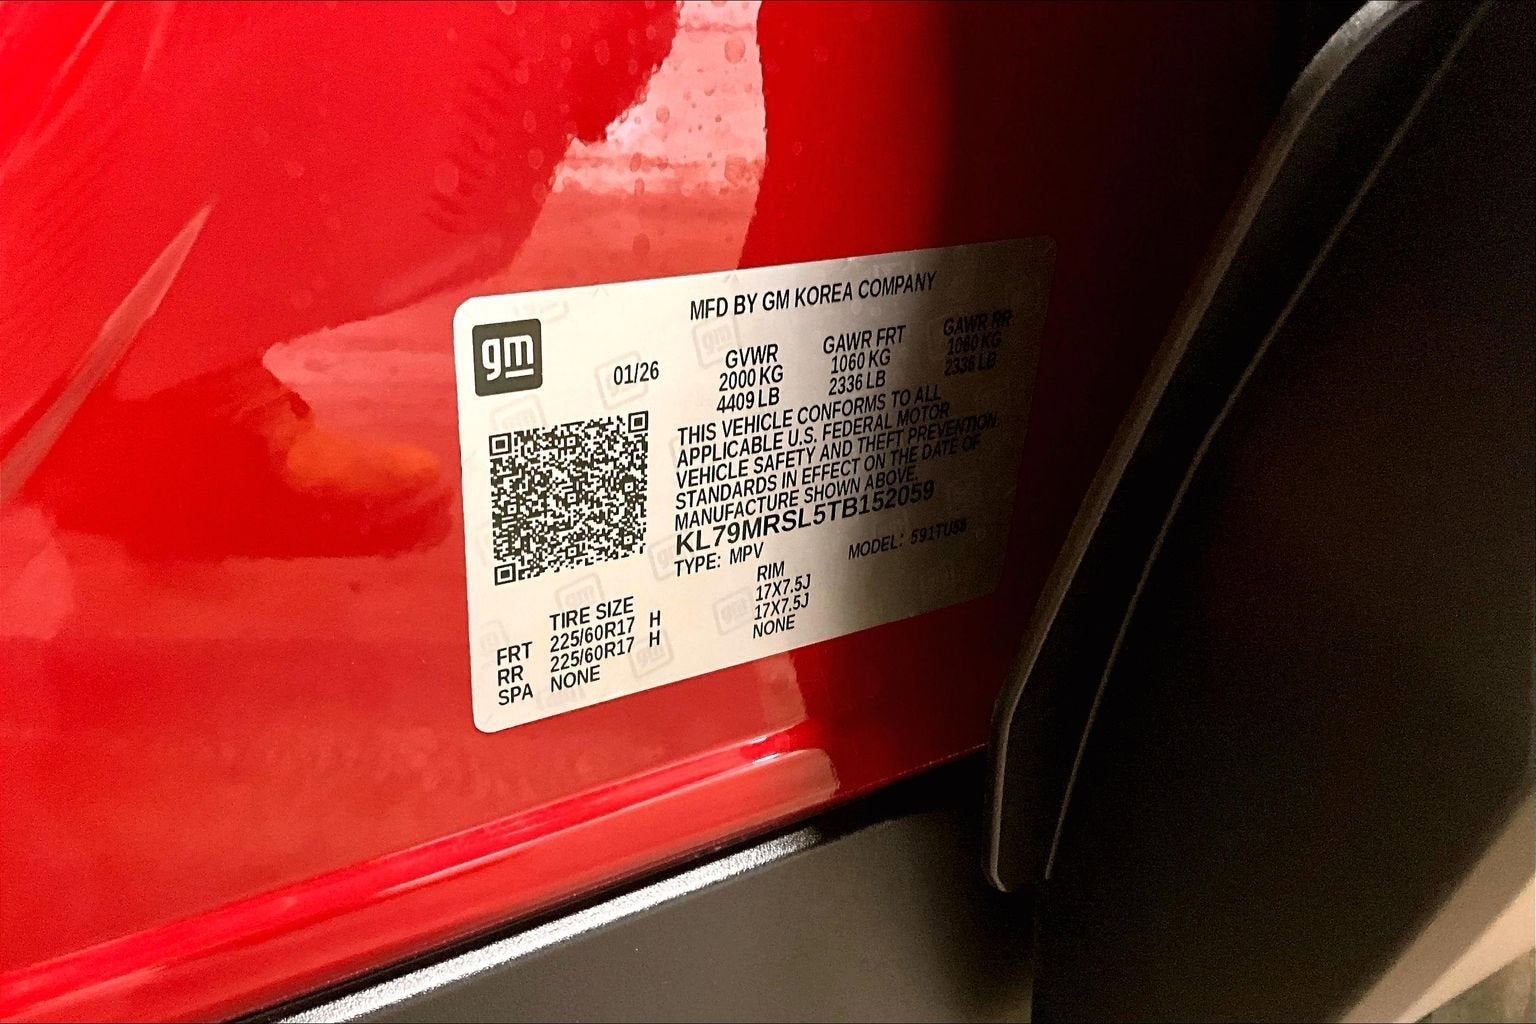 gm
MFD BY GM KOREA COMPANY
01/26
GVWR GAWR FRT GAWR RR
2000 KG 1060 KG 1060 KG
4409 LB 2336 LB 2336 LB
THIS VEHICLE CONFORMS TO ALL
APPLICABLE U.S. FEDERAL MOTOR
VEHICLE SAFETY AND THEFT PREVENTION
STANDARDS IN EFFECT ON THE DATE OF
MANUFACTURE SHOWN ABOVE.
KL79MRSL5TB152059
TYPE: MPV MODEL:
TIRE SIZE RIM
FRT 225/60R17 H 17X7.5J
RR 225/60R17 H 17X7.5J
SPA NONE NONE